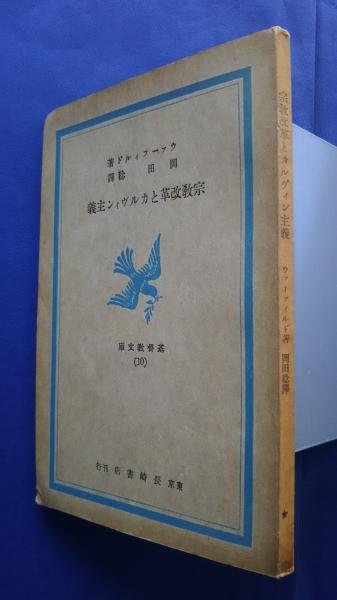 ウァーフィルド著
岡田稔譯
宗教改革とカルヴィン主義
基督教文庫
(10)
東京長崎書店刊行
宗教改革とカルヴィン主義
ウァーフィルド著 岡田稔譯
★